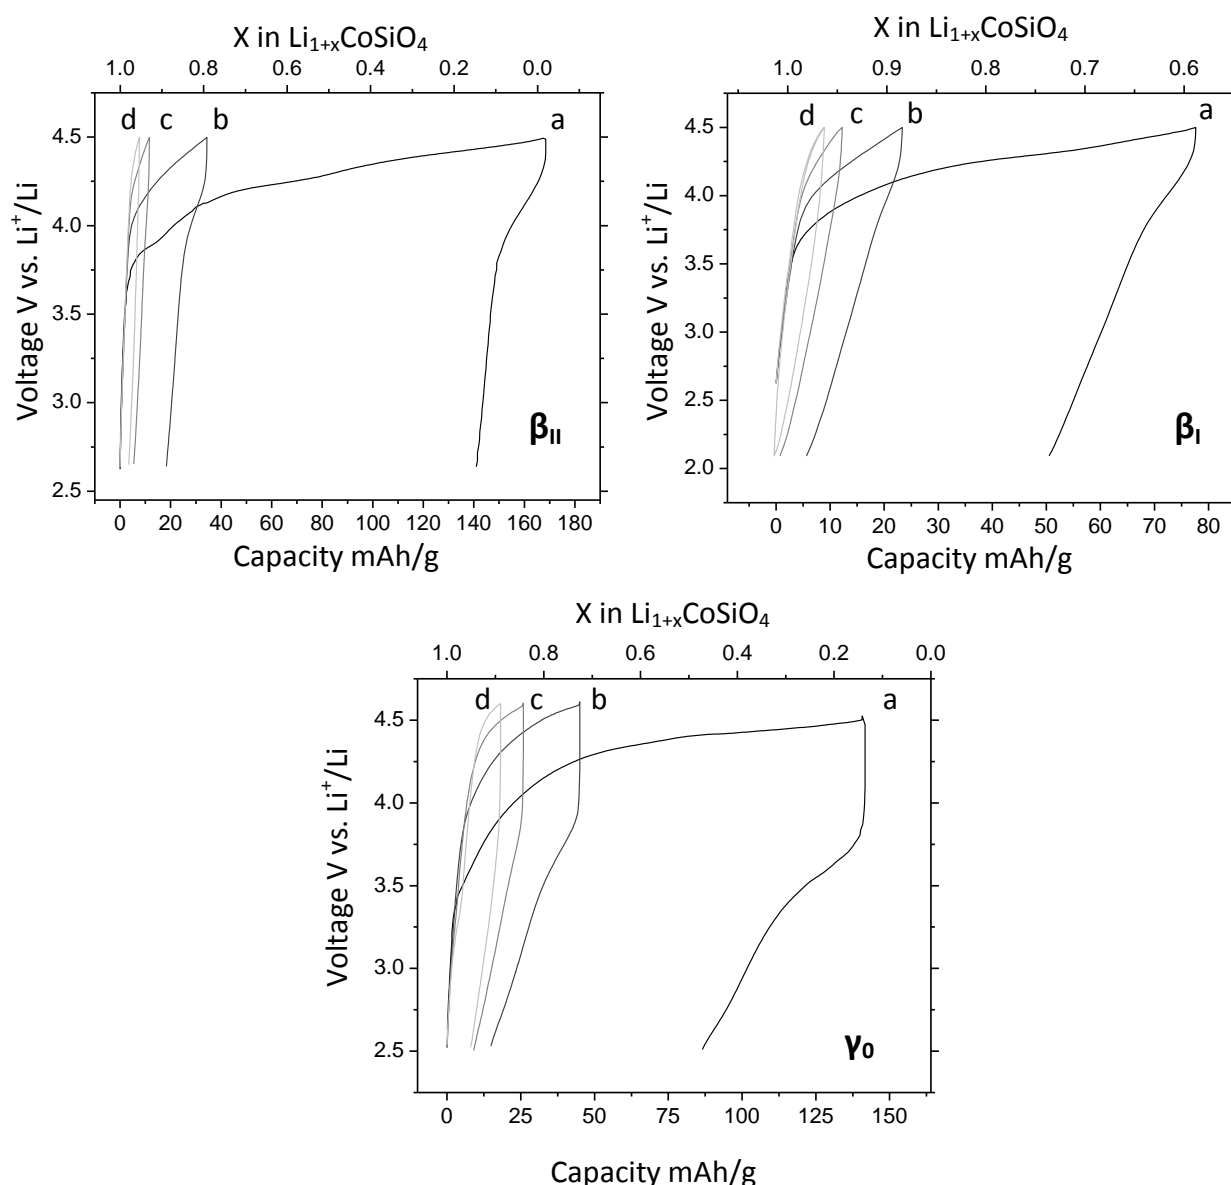 X in Li₁₊ₓCoSiO₄
1.0 0.8 0.6 0.4 0.2 0.0
d c b a
4.5
4.0
3.5
3.0
2.5
Voltage V vs. Li⁺/Li
β_II
0 20 40 60 80 100 120 140 160 180
Capacity mAh/g
X in Li₁₊ₓCoSiO₄
1.0 0.9 0.8 0.7 0.6
d c b a
4.5
4.0
3.5
3.0
2.5
2.0
Voltage V vs. Li⁺/Li
β_I
0 10 20 30 40 50 60 70 80
Capacity mAh/g
X in Li₁₊ₓCoSiO₄
1.0 0.8 0.6 0.4 0.2 0.0
d c b a
4.5
4.0
3.5
3.0
2.5
Voltage V vs. Li⁺/Li
γ₀
0 25 50 75 100 125 150
Capacity mAh/g